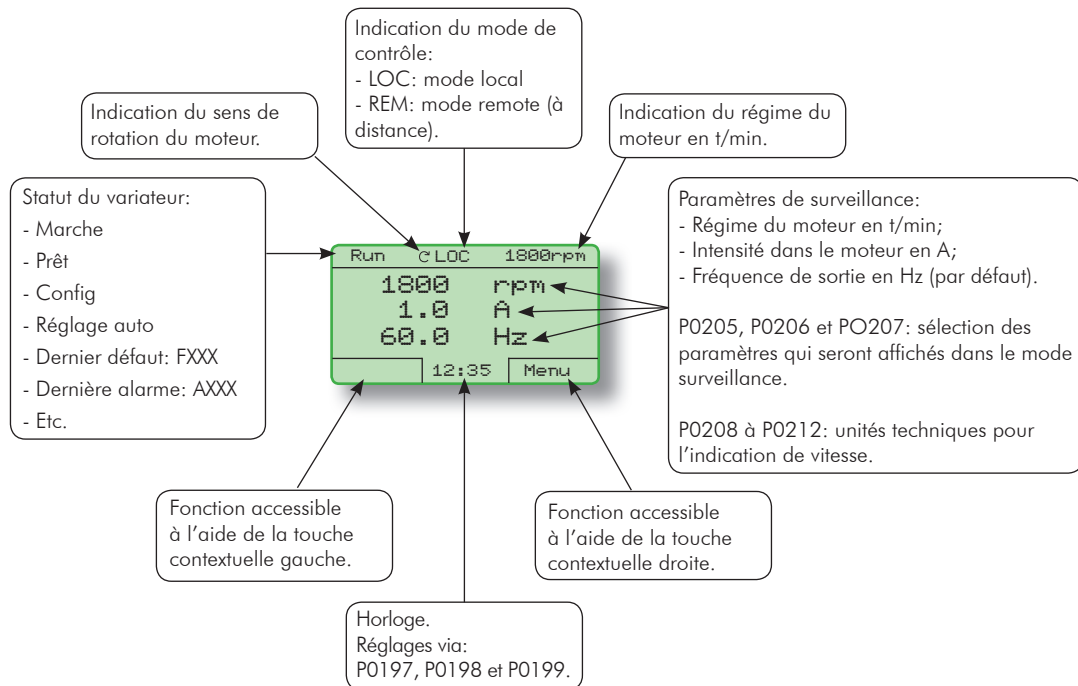 Indication du mode de
contrôle:
- LOC: mode local
- REM: mode remote (à
distance).
Indication du sens de
rotation du moteur.
Indication du régime du
moteur en t/min.
Statut du variateur:
- Marche
- Prêt
- Config
- Réglage auto
- Dernier défaut: FXXX
- Dernière alarme: AXXX
- Etc.
Run LOC 1800rpm
1800 rpm
1.0 A
60.0 Hz
12:35 Menu
Paramètres de surveillance:
- Régime du moteur en t/min;
- Intensité dans le moteur en A;
- Fréquence de sortie en Hz (par défaut).
P0205, P0206 et PO207: sélection des
paramètres qui seront affichés dans le mode
surveillance.
P0208 à P0212: unités techniques pour
l'indication de vitesse.
Fonction accessible
à l'aide de la touche
contextuelle gauche.
Fonction accessible
à l'aide de la touche
contextuelle droite.
Horloge.
Réglages via:
P0197, P0198 et P0199.